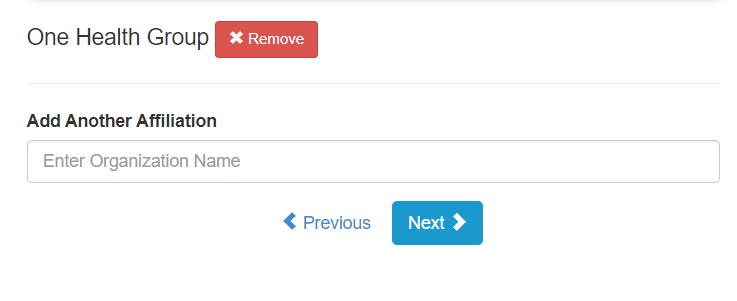 One Health Group Remove
Add Another Affiliation
Enter Organization Name
Previous Next